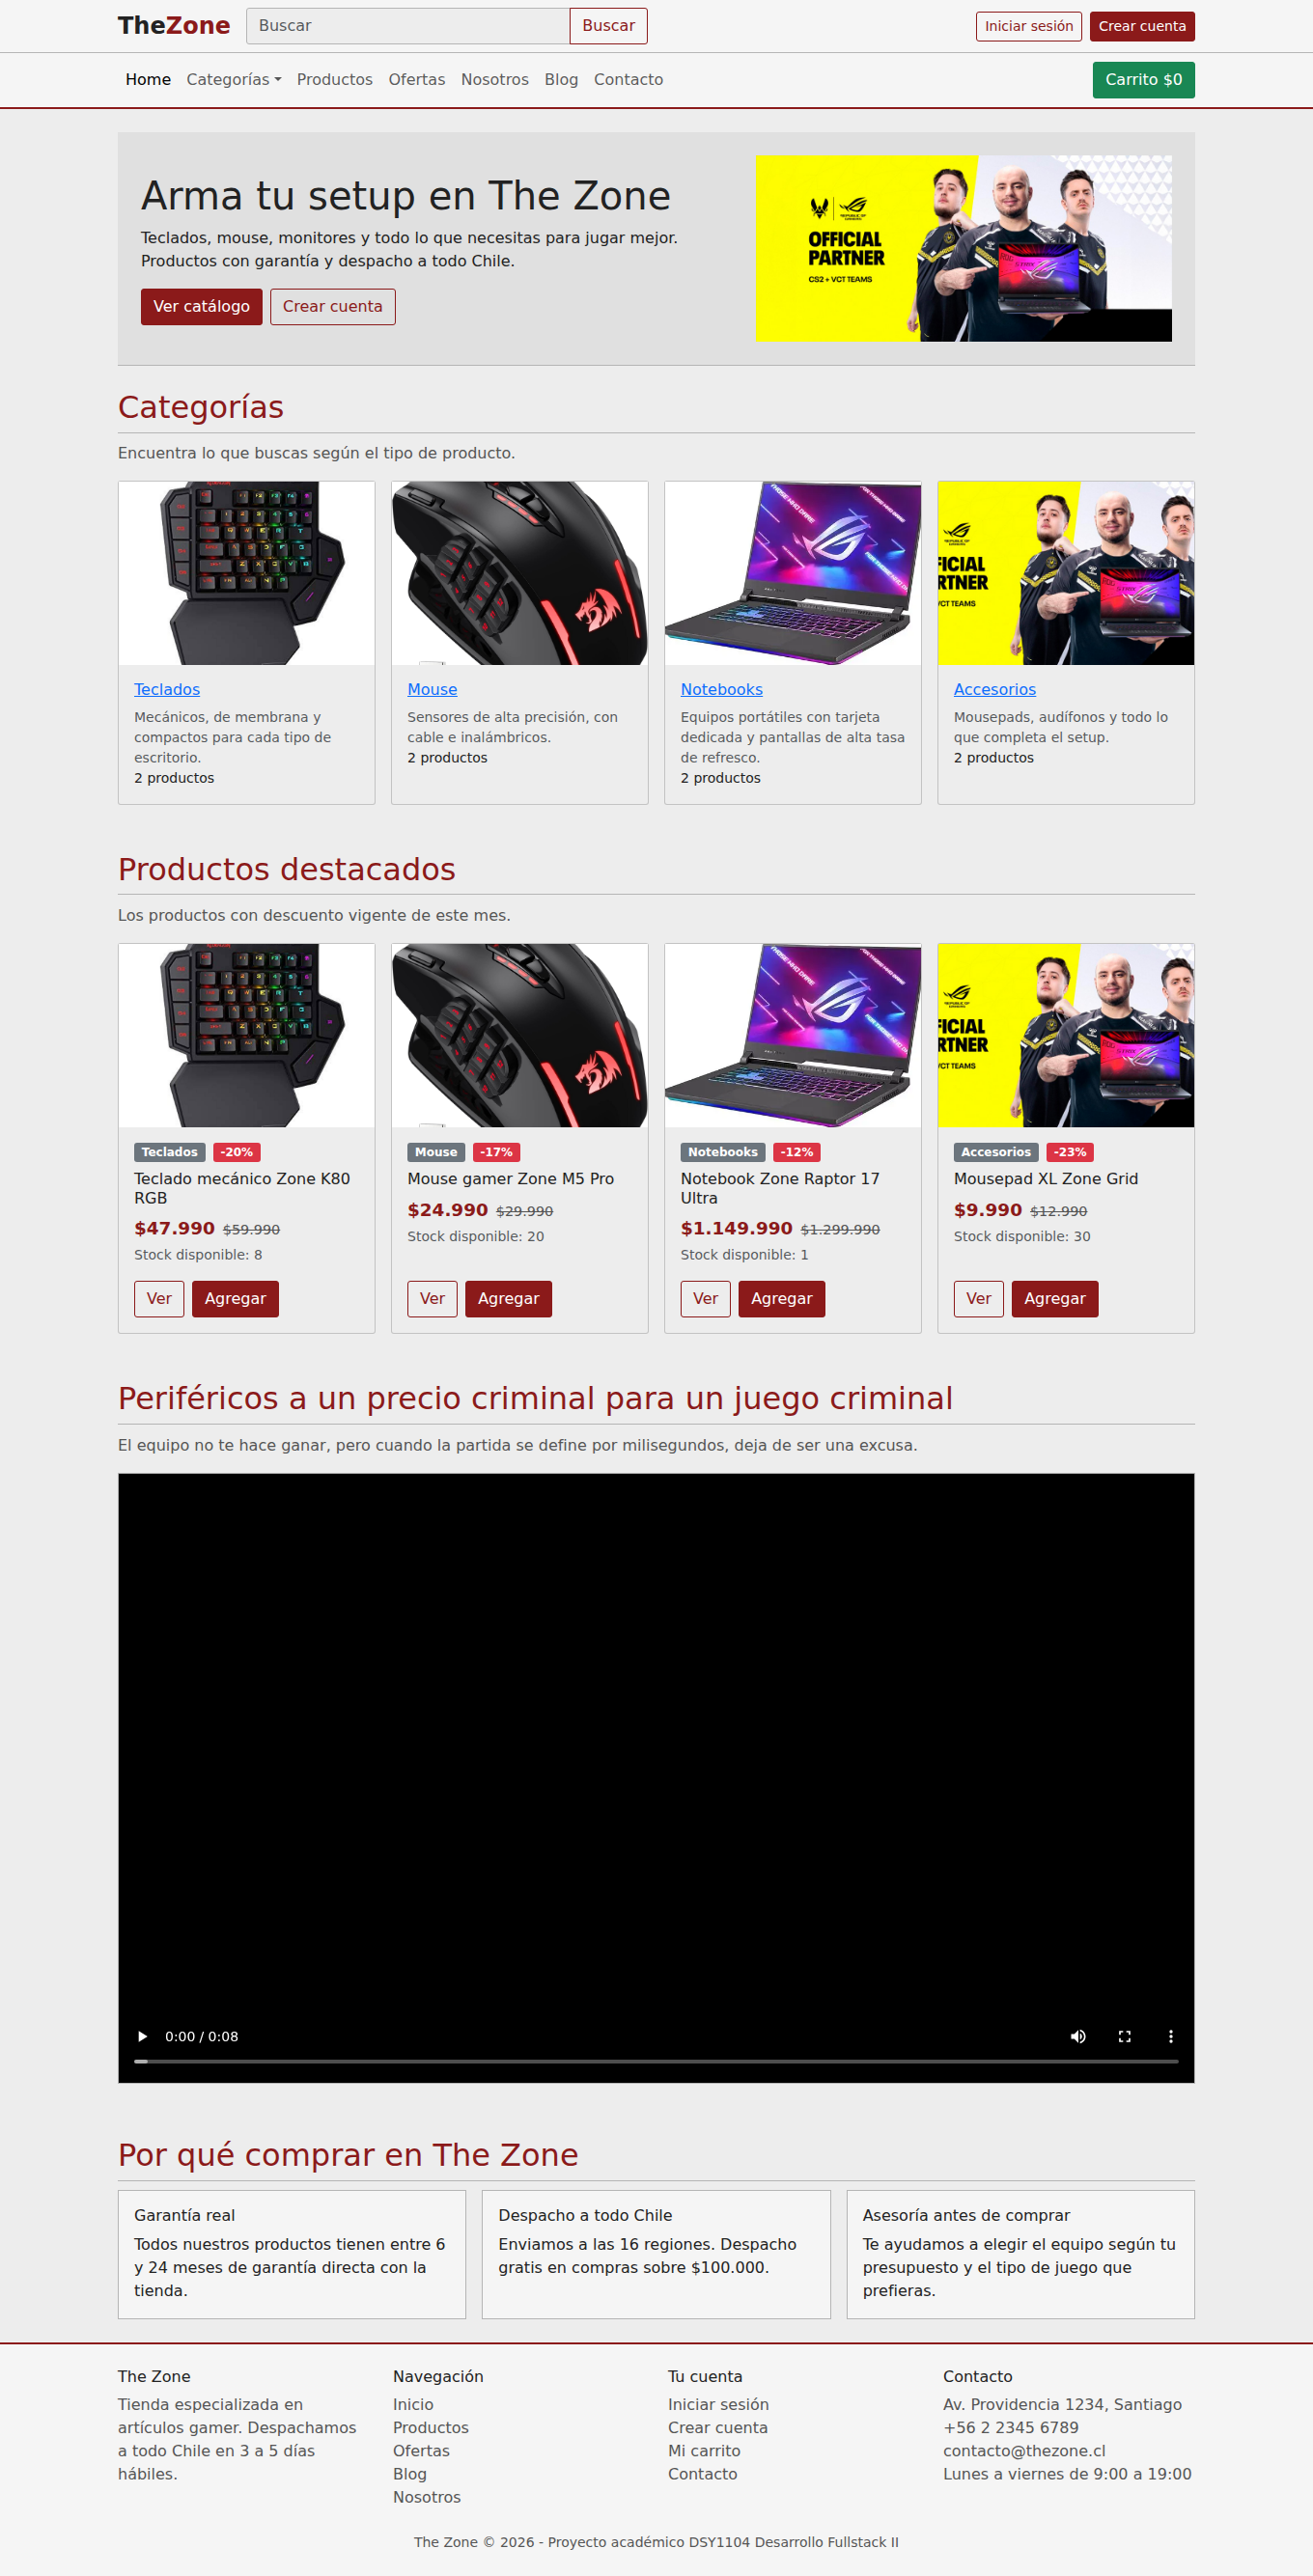 TheZone
Buscar
Buscar
Iniciar sesión
Crear cuenta
Home
Categorías
Productos
Ofertas
Nosotros
Blog
Contacto
Carrito $0
Arma tu setup en The Zone
Teclados, mouse, monitores y todo lo que necesitas para jugar mejor.
Productos con garantía y despacho a todo Chile.
Ver catálogo
Crear cuenta
OFFICIAL
PARTNER
CS2 + VCT TEAMS
Categorías
Encuentra lo que buscas según el tipo de producto.
Teclados
Mecánicos, de membrana y
compactos para cada tipo de
escritorio.
2 productos
Mouse
Sensores de alta precisión, con
cable e inalámbricos.
2 productos
Notebooks
Equipos portátiles con tarjeta
dedicada y pantallas de alta tasa
de refresco.
2 productos
FICIAL
RTNER
VCT TEAMS
Accesorios
Mousepads, audífonos y todo lo
que completa el setup.
2 productos
Productos destacados
Los productos con descuento vigente de este mes.
Teclados -20%
Teclado mecánico Zone K80
RGB
$47.990 $59.990
Stock disponible: 8
Ver
Agregar
Mouse -17%
Mouse gamer Zone M5 Pro
$24.990 $29.990
Stock disponible: 20
Ver
Agregar
Notebooks -12%
Notebook Zone Raptor 17
Ultra
$1.149.990 $1.299.990
Stock disponible: 1
Ver
Agregar
FICIAL
RTNER
VCT TEAMS
Accesorios -23%
Mousepad XL Zone Grid
$9.990 $12.990
Stock disponible: 30
Ver
Agregar
Periféricos a un precio criminal para un juego criminal
El equipo no te hace ganar, pero cuando la partida se define por milisegundos, deja de ser una excusa.
0:00 / 0:08
Por qué comprar en The Zone
Garantía real
Todos nuestros productos tienen entre 6
y 24 meses de garantía directa con la
tienda.
Despacho a todo Chile
Enviamos a las 16 regiones. Despacho
gratis en compras sobre $100.000.
Asesoría antes de comprar
Te ayudamos a elegir el equipo según tu
presupuesto y el tipo de juego que
prefieras.
The Zone
Tienda especializada en
artículos gamer. Despachamos
a todo Chile en 3 a 5 días
hábiles.
Navegación
Inicio
Productos
Ofertas
Blog
Nosotros
Tu cuenta
Iniciar sesión
Crear cuenta
Mi carrito
Contacto
Contacto
Av. Providencia 1234, Santiago
+56 2 2345 6789
contacto@thezone.cl
Lunes a viernes de 9:00 a 19:00
The Zone © 2026 - Proyecto académico DSY1104 Desarrollo Fullstack II